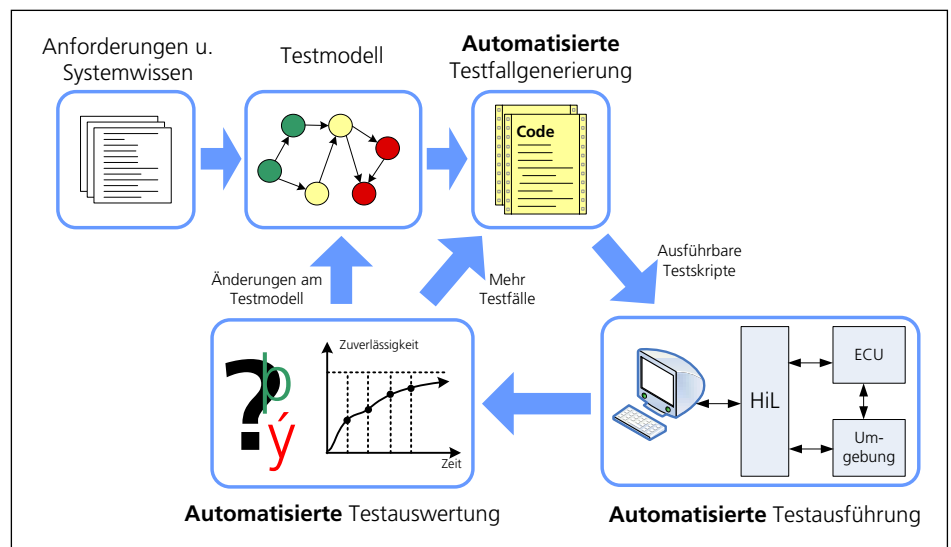 Anforderungen u.
Systemwissen
Testmodell
Automatisierte
Testfallgenerierung
Code
Änderungen am
Testmodell
Mehr
Testfälle
Ausführbare
Testskripte
?
þ
ý
Zuverlässigkeit
Zeit
HiL
ECU
Um-
gebung
Automatisierte Testauswertung
Automatisierte Testausführung